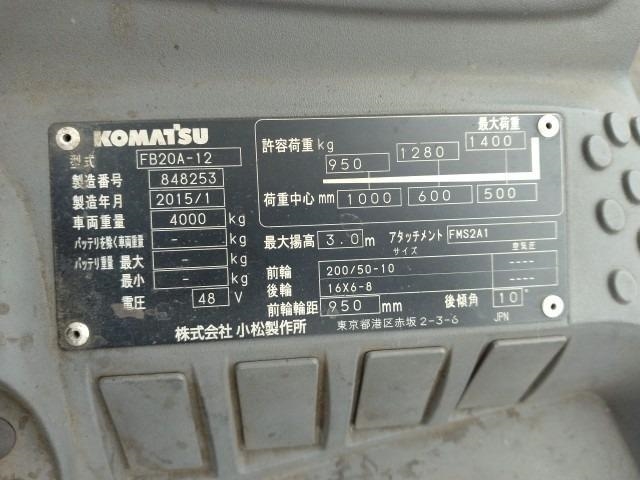 KOMATSU
型式 FB20A-12
製造番号 848253
製造年月 2015/1
車両重量 4000 kg
バッテリを除く車両重量 - kg
バッテリ重量 最大 - kg
最小 - kg
電圧 48 V
最大荷重
許容荷重 kg 950 1280 1400
荷重中心 mm 1000 600 500
最大揚高 3.0 m アタッチメント FMS2A1
サイズ 空気圧
前輪 200/50-10 ----
後輪 16X6-8 ----
前輪輪距 950 mm 後傾角 10°
株式会社 小松製作所 東京都港区赤坂 2-3-6 JPN